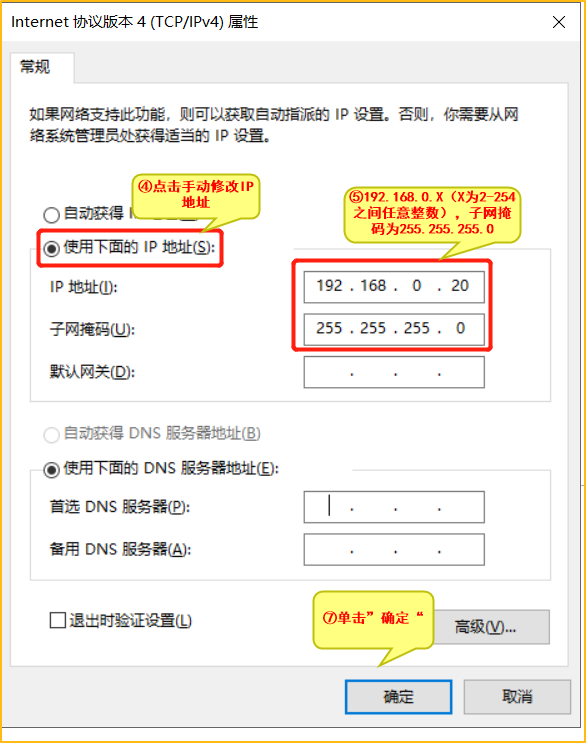 Internet 协议版本 4 (TCP/IPv4) 属性
常规
如果网络支持此功能，则可以获取自动指派的 IP 设置。否则，你需要从网
络系统管理员处获得适当的 IP 设置。
④点击手动修改IP
地址
⑤192.168.0.X（X为2-254
之间任意整数），子网掩
码为255.255.255.0
自动获得
使用下面的 IP 地址(S):
IP 地址(I):
192 . 168 . 0 . 20
子网掩码(U):
255 . 255 . 255 . 0
默认网关(D):
. . .
自动获得 DNS 服务器地址(B)
使用下面的 DNS 服务器地址(E):
首选 DNS 服务器(P):
. . .
备用 DNS 服务器(A):
. . .
⑦单击”确定“
退出时验证设置(L)
高级(V)...
确定
取消